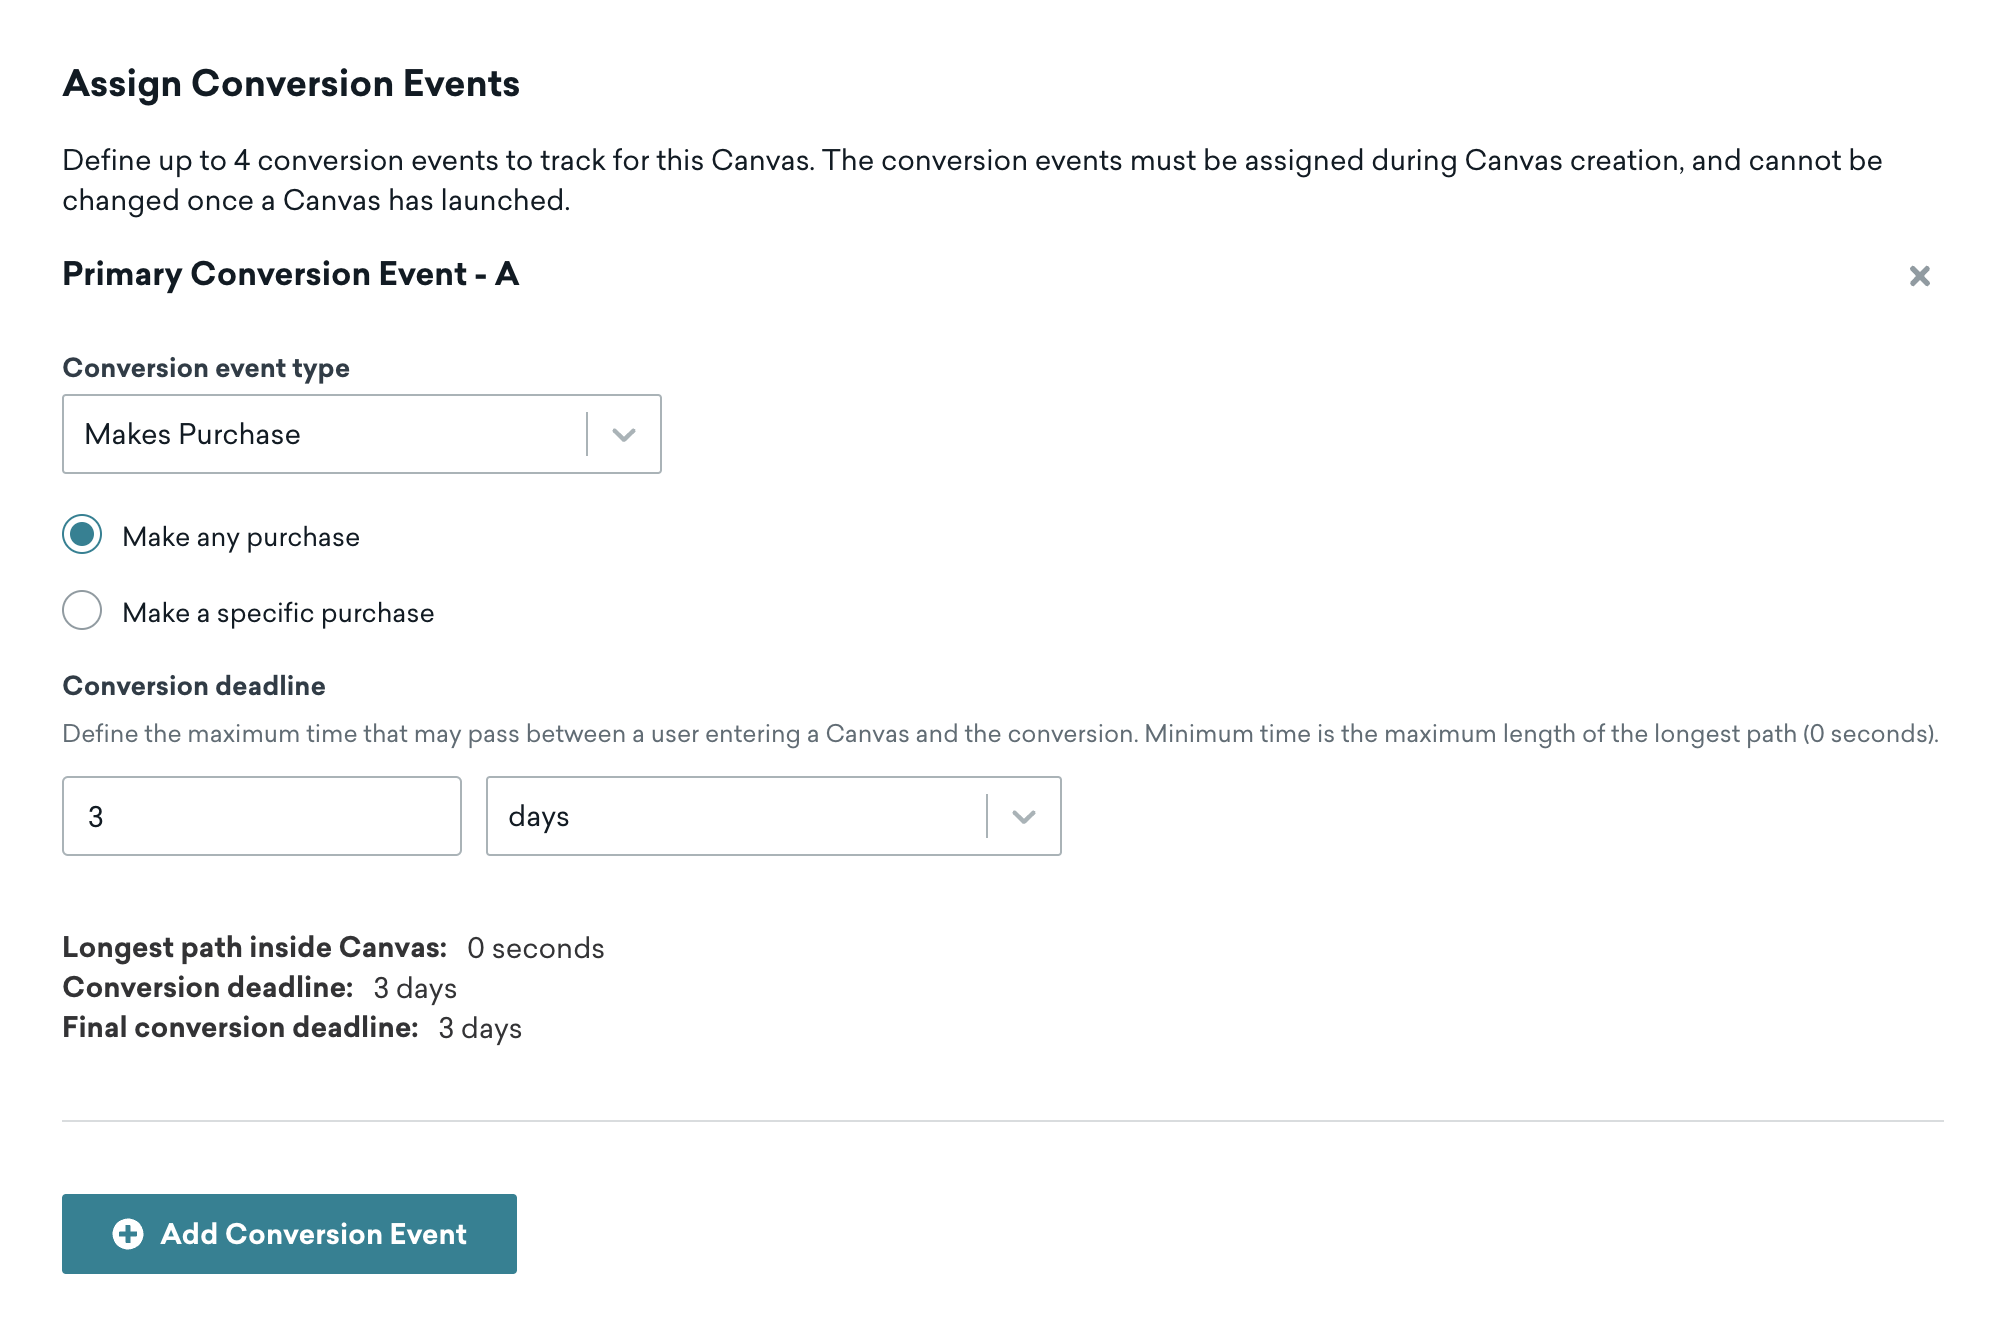 Assign Conversion Events
Define up to 4 conversion events to track for this Canvas. The conversion events must be assigned during Canvas creation, and cannot be
changed once a Canvas has launched.
Primary Conversion Event - A
Conversion event type
Makes Purchase
Make any purchase
Make a specific purchase
Conversion deadline
Define the maximum time that may pass between a user entering a Canvas and the conversion. Minimum time is the maximum length of the longest path (0 seconds).
3 days
Longest path inside Canvas: 0 seconds
Conversion deadline: 3 days
Final conversion deadline: 3 days
Add Conversion Event